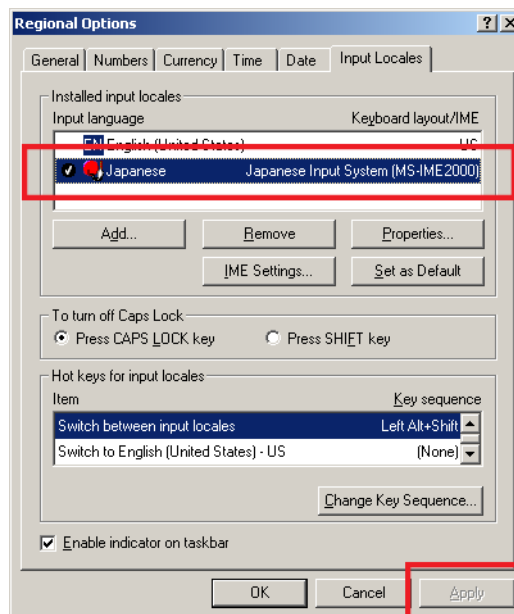 Regional Options
General Numbers Currency Time Date Input Locales
Installed input locales
Input language Keyboard layout/IME
EN English (United States) US
Japanese Japanese Input System (MS-IME2000)
Add... Remove Properties...
IME Settings... Set as Default
To turn off Caps Lock
Press CAPS LOCK key Press SHIFT key
Hot keys for input locales
Item Key sequence
Switch between input locales Left Alt+Shift
Switch to English (United States) - US (None)
Change Key Sequence...
Enable indicator on taskbar
OK Cancel Apply